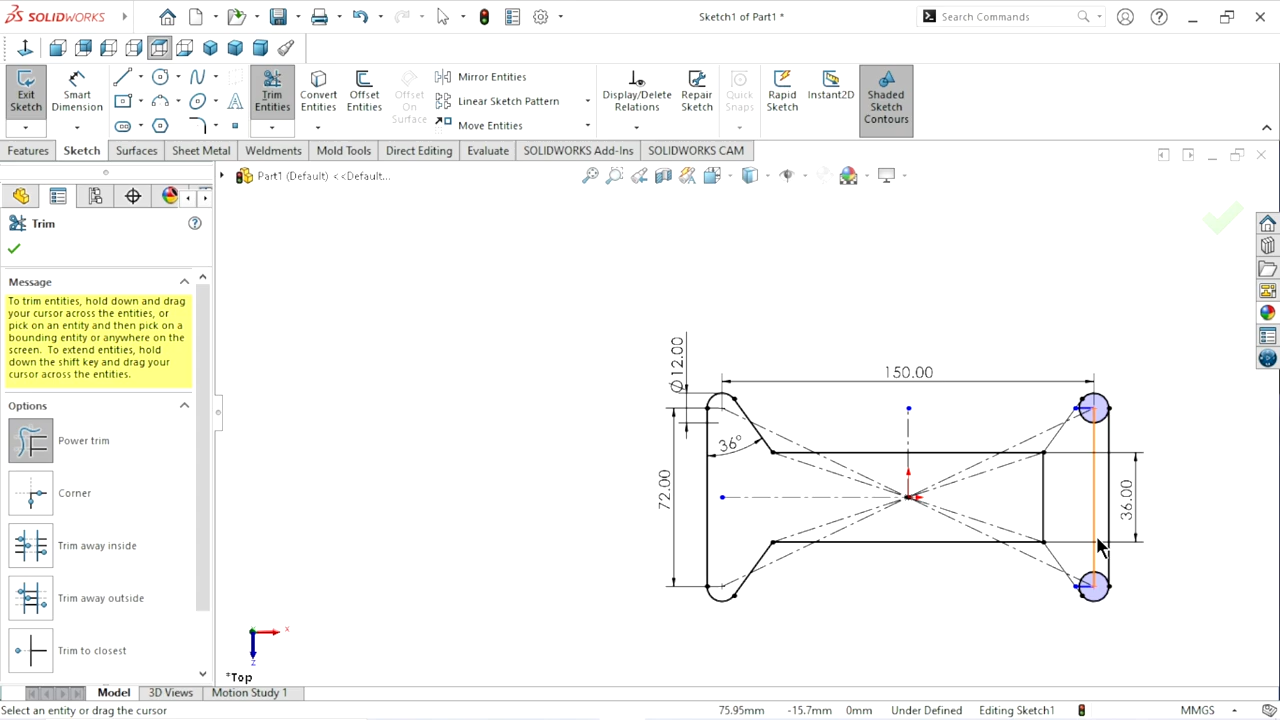 SOLIDWORKS
Sketch1 of Part1 *
Search Commands
Exit Sketch
Smart Dimension
Trim Entities
Convert Entities
Offset Entities
Offset On Surface
Mirror Entities
Linear Sketch Pattern
Move Entities
Display/Delete Relations
Repair Sketch
Quick Snaps
Rapid Sketch
Instant2D
Shaded Sketch Contours
Features
Sketch
Surfaces
Sheet Metal
Weldments
Mold Tools
Direct Editing
Evaluate
SOLIDWORKS Add-Ins
SOLIDWORKS CAM
Part1 (Default) <<Default...
Trim
Message
To trim entities, hold down and drag
your cursor across the entities, or
pick on an entity and then pick on a
bounding entity or anywhere on the
screen. To extend entities, hold
down the shift key and drag your
cursor across the entities.
Options
Power trim
Corner
Trim away inside
Trim away outside
Trim to closest
Ø12.00
150.00
36°
72.00
36.00
X
Z
*Top
Model
3D Views
Motion Study 1
Select an entity or drag the cursor
75.95mm
-15.7mm
0mm
Under Defined
Editing Sketch1
MMGS